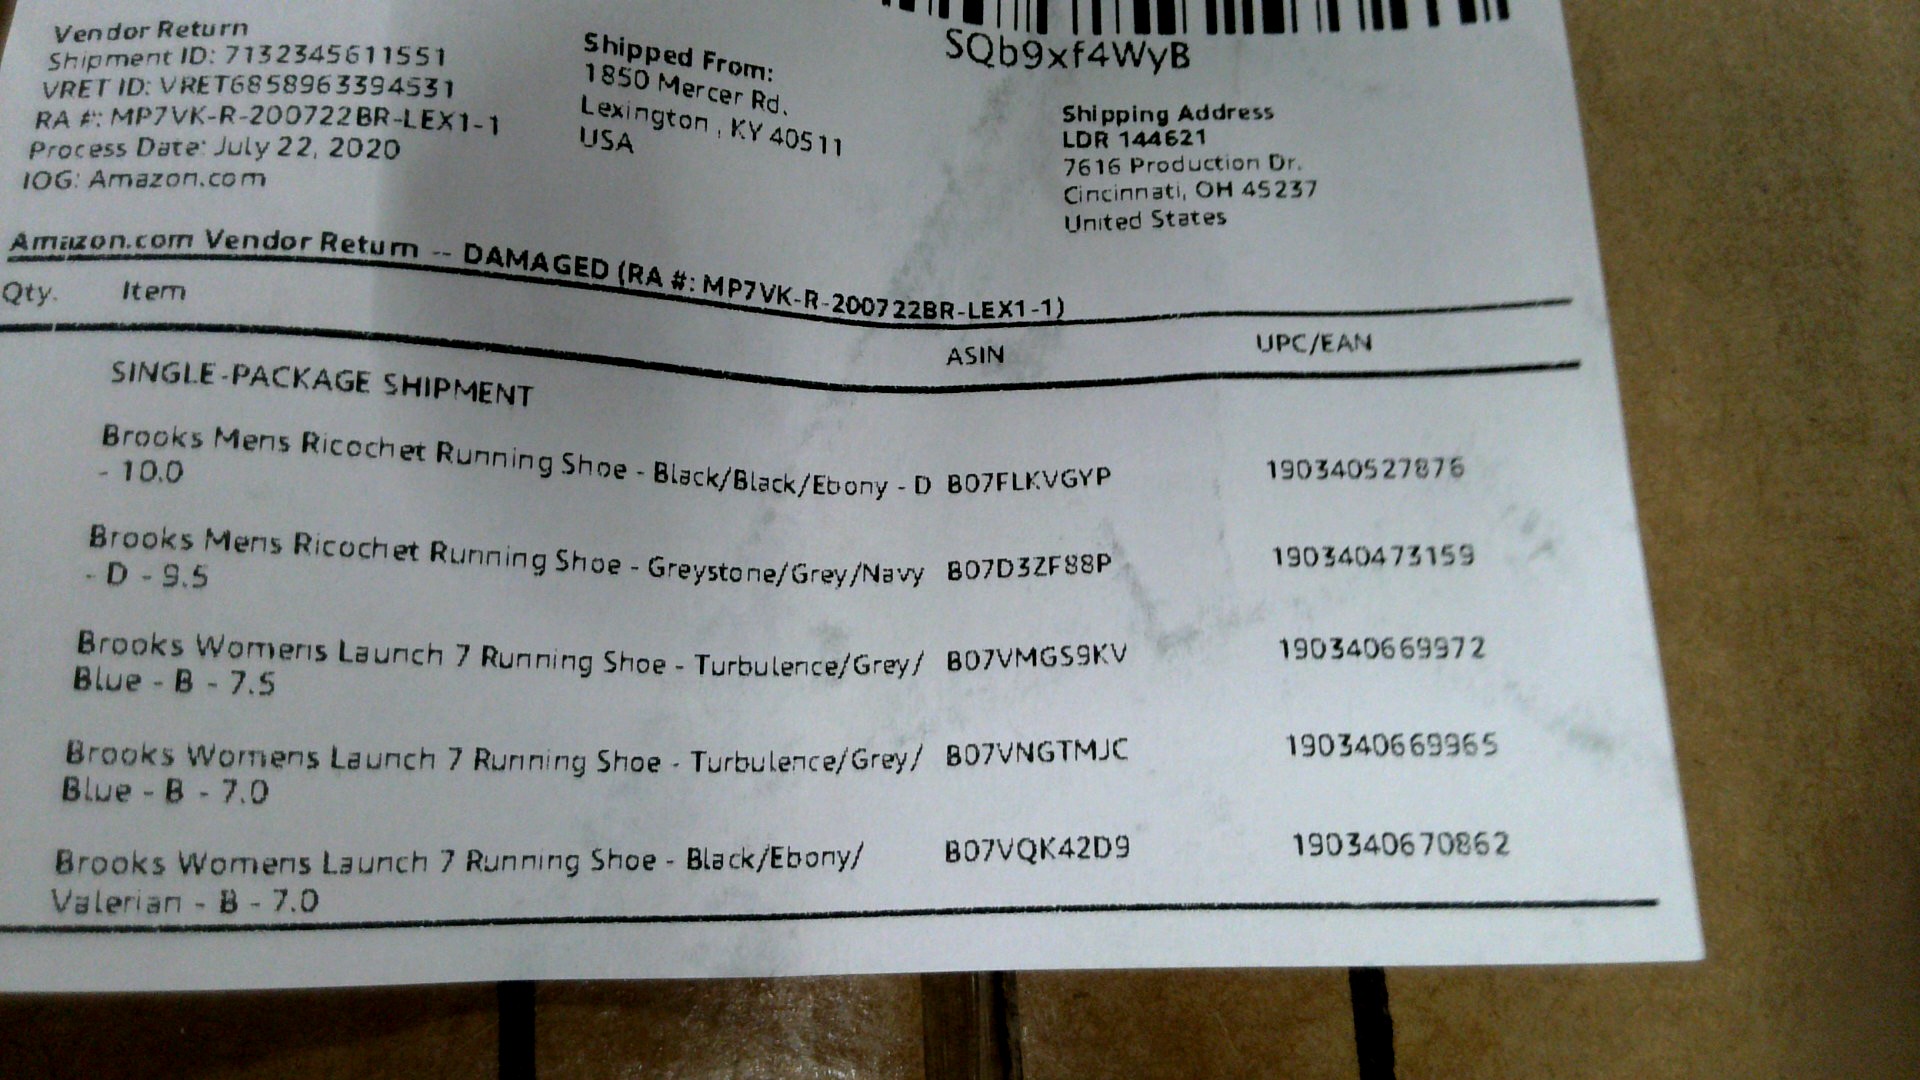 SQb9xf4WyB
Vendor Return
Shipment ID: 7132345611551
VRET ID: VRET6858963394531
RA #: MP7VK-R-200722BR-LEX1-1
Process Date: July 22, 2020
IOG: Amazon.com
Shipped From:
1850 Mercer Rd.
Lexington , KY 40511
USA
Shipping Address
LDR 144621
7616 Production Dr.
Cincinnati, OH 45237
United States
Amazon.com Vendor Return -- DAMAGED (RA #: MP7VK-R-200722BR-LEX1-1)
Qty. Item ASIN UPC/EAN
SINGLE-PACKAGE SHIPMENT
Brooks Mens Ricochet Running Shoe - Black/Black/Ebony - D B07FLKVGYP 190340527876
- 10.0
Brooks Mens Ricochet Running Shoe - Greystone/Grey/Navy B07D3ZF88P 190340473159
- D - 9.5
Brooks Womens Launch 7 Running Shoe - Turbulence/Grey/ B07VMGS9KV 190340669972
Blue - B - 7.5
Brooks Womens Launch 7 Running Shoe - Turbulence/Grey/ B07VNGTMJC 190340669965
Blue - B - 7.0
Brooks Womens Launch 7 Running Shoe - Black/Ebony/ B07VQK42D9 190340670862
Valerian - B - 7.0